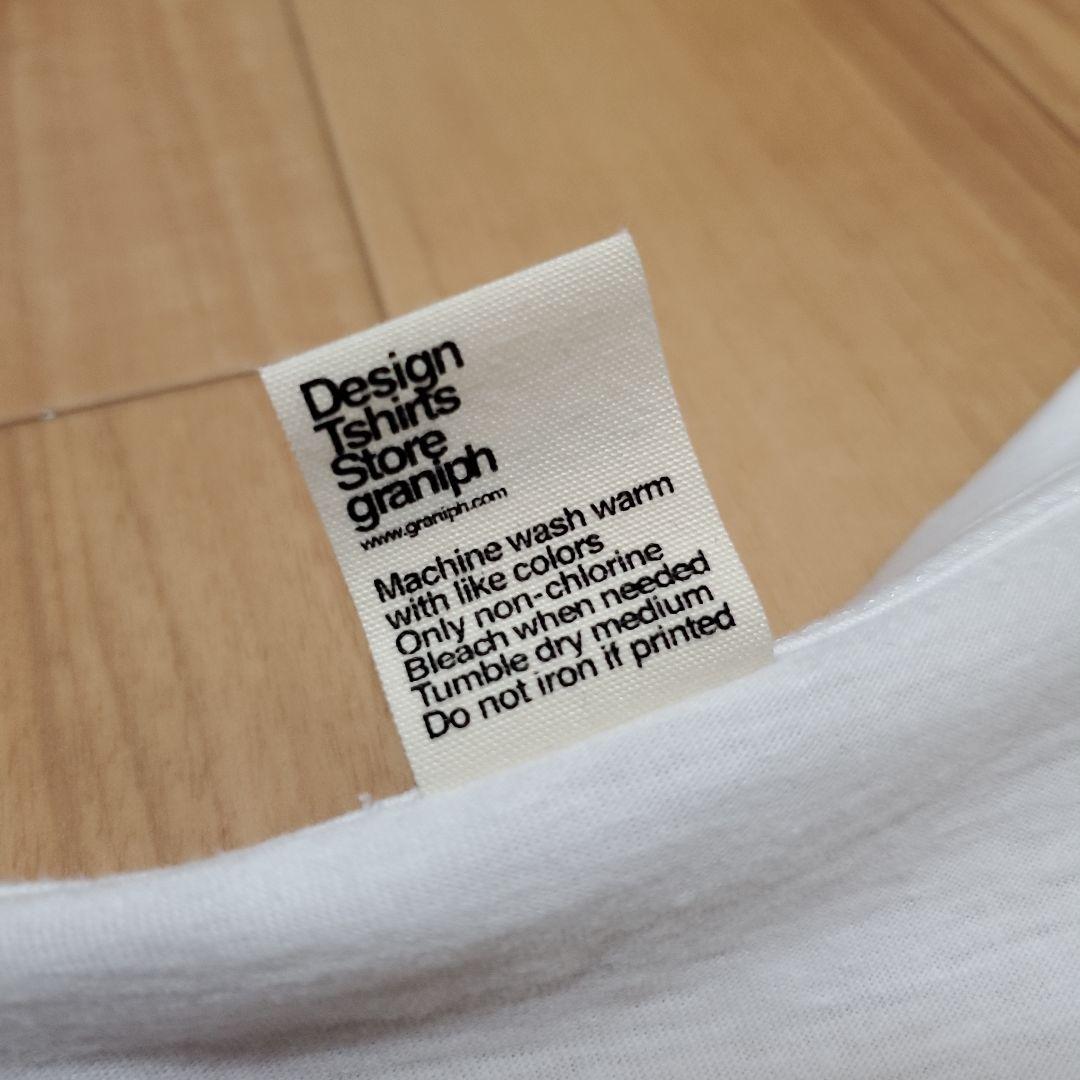 Design
Tshirts
Store
graniph
www.graniph.com
Machine wash warm
with like colors
Only non-chlorine
Bleach when needed
Tumble dry medium
Do not iron if printed